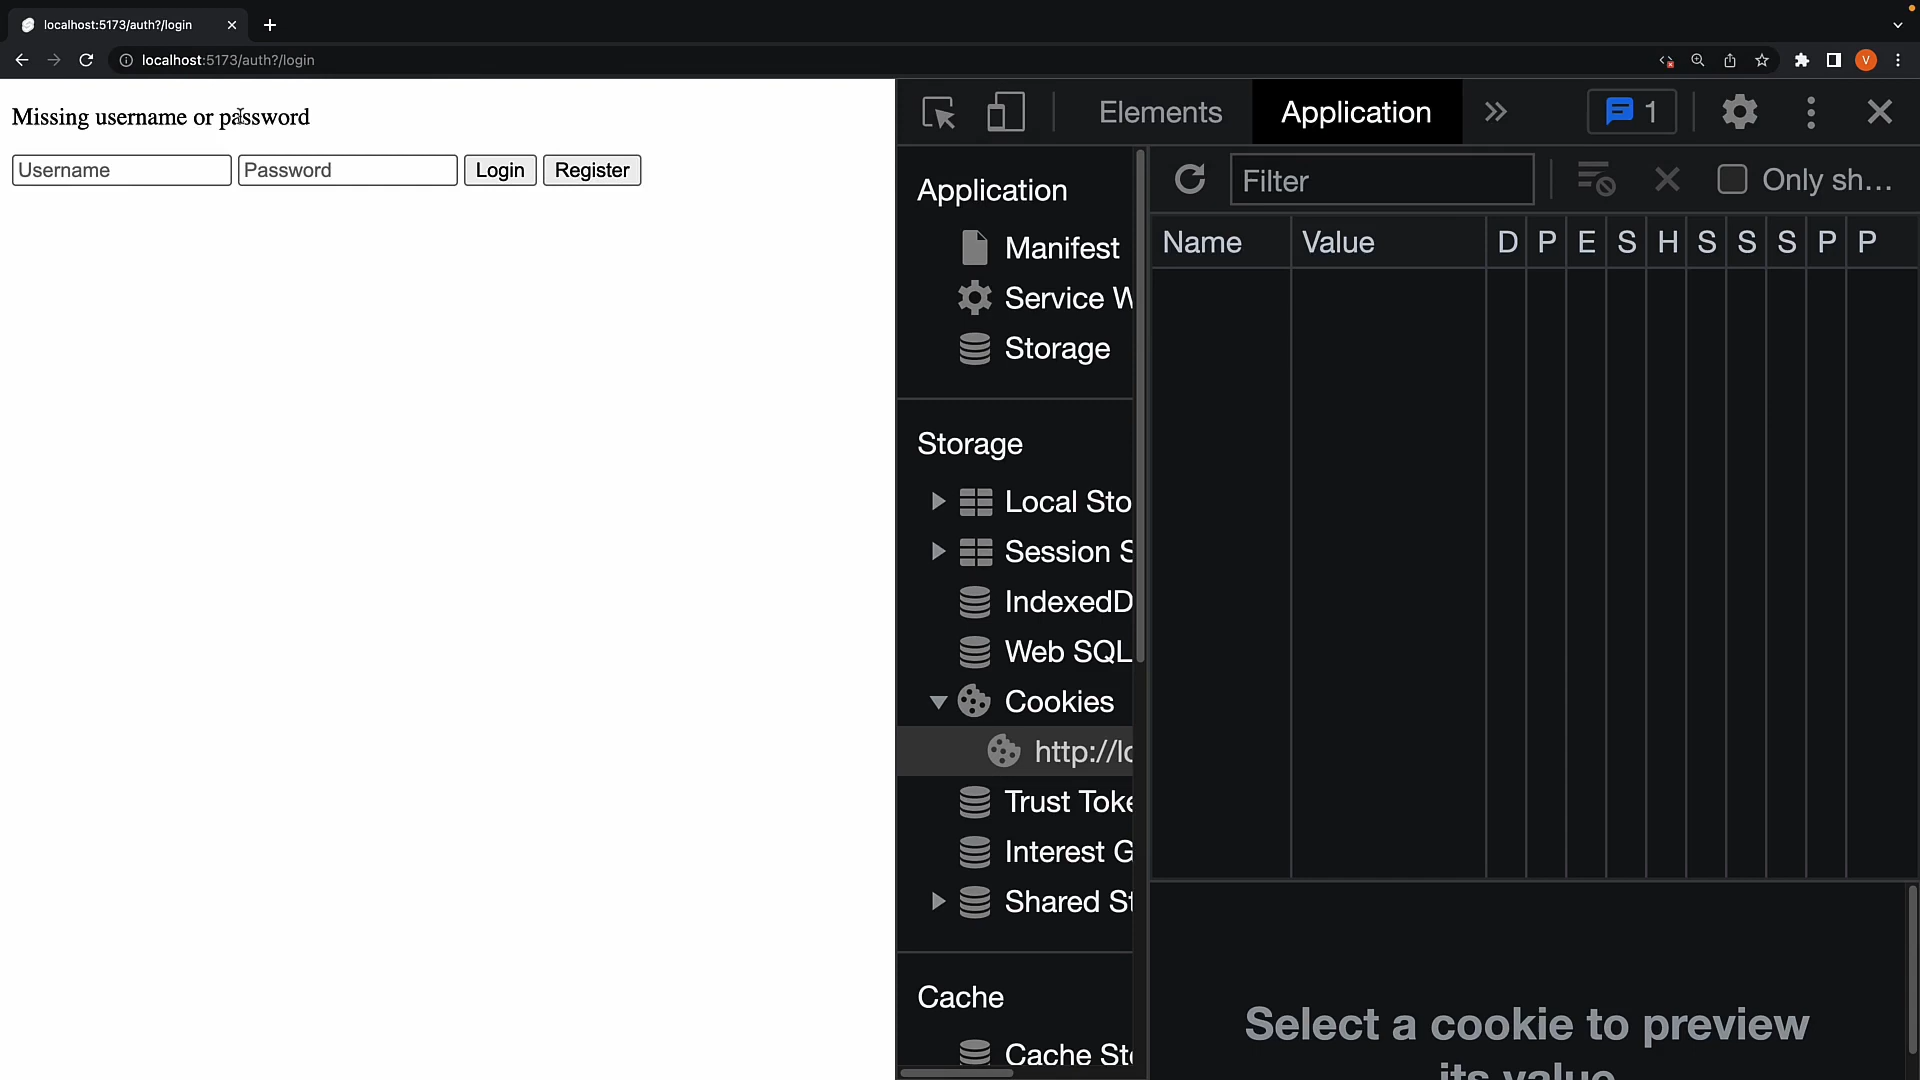 localhost:5173/auth?/login
localhost:5173/auth?/login
V
Missing username or password
Username
Password
Login
Register
Elements
Application
1
Application
Manifest
Service W
Storage
Storage
Local Sto
Session S
IndexedD
Web SQL
Cookies
http://lo
Trust Toke
Interest G
Shared St
Cache
Cache Sto
Filter
Only sh...
Name Value D P E S H S S S P P
Select a cookie to preview
its value